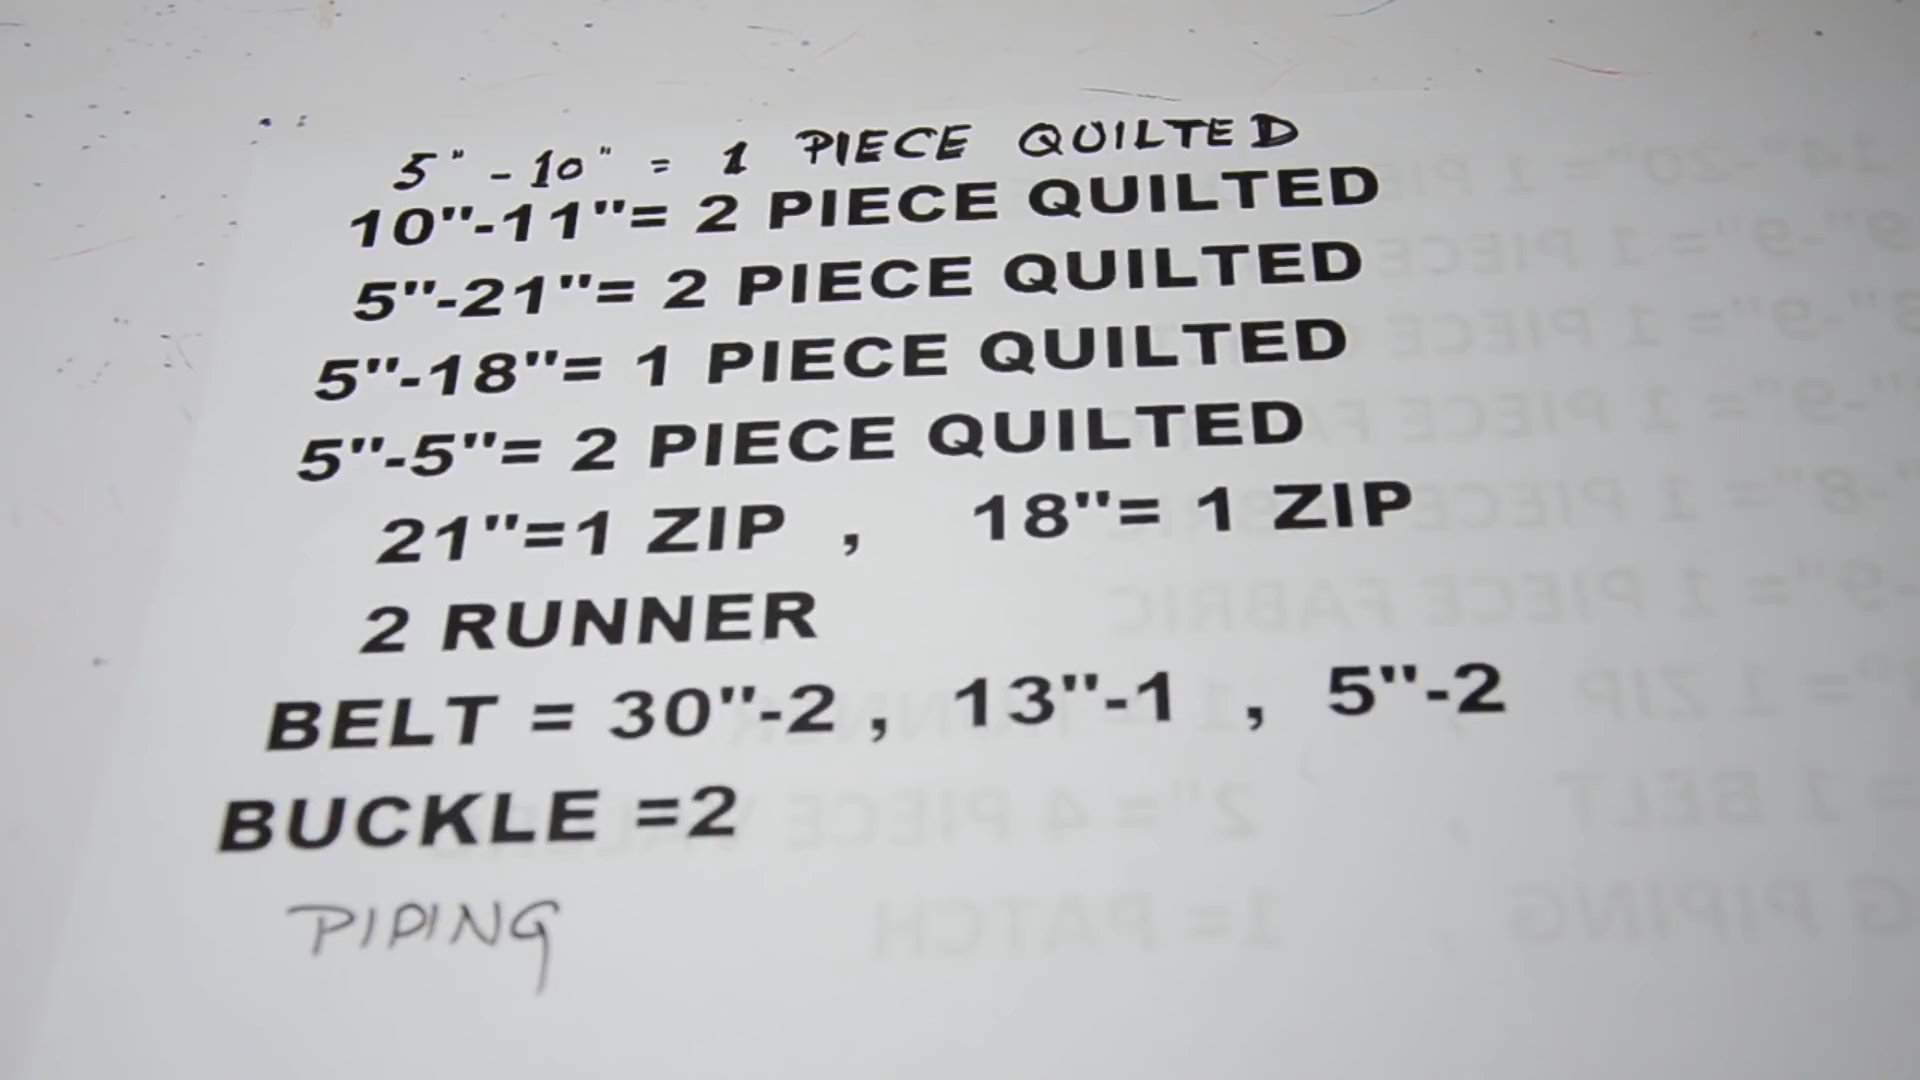 5" - 10" = 1 PIECE QUILTED
10"-11"= 2 PIECE QUILTED
5"-21"= 2 PIECE QUILTED
5"-18"= 1 PIECE QUILTED
5"-5"= 2 PIECE QUILTED
21"=1 ZIP , 18"= 1 ZIP
2 RUNNER
BELT = 30"-2 , 13"-1 , 5"-2
BUCKLE =2
PIPING